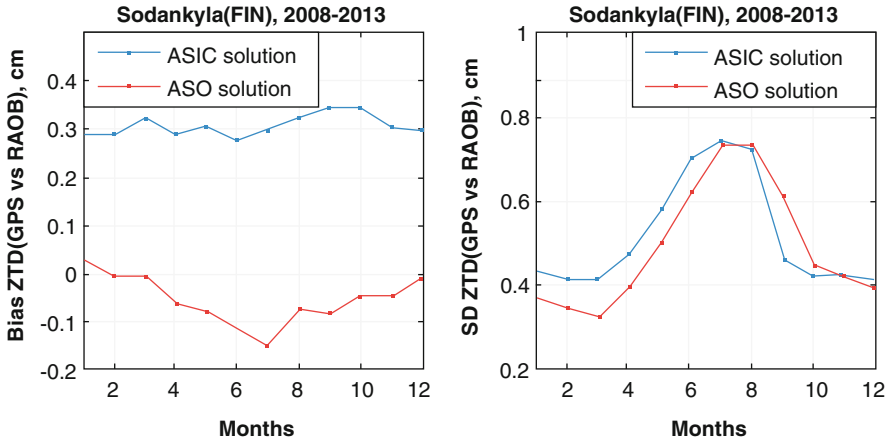 Sodankyla(FIN), 2008-2013
ASIC solution
ASO solution
Bias ZTD(GPS vs RAOB), cm
0.4
0.3
0.2
0
-0.1
-0.2
2
4
6
8
10
12
Months
Sodankyla(FIN), 2008-2013
ASIC solution
ASO solution
SD ZTD(GPS vs RAOB), cm
1
0.8
0.6
0.4
0.2
2
4
6
8
10
12
Months